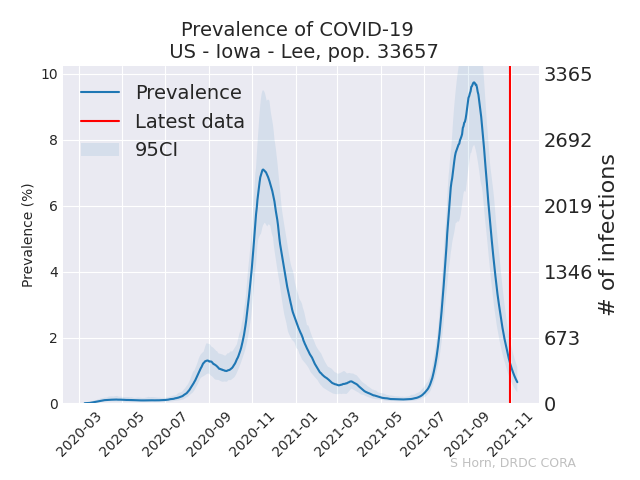 Prevalence of COVID-19
US - Iowa - Lee, pop. 33657
Prevalence
Latest data
95CI
Prevalence (%)
10
8
6
4
2
0
3365
2692
2019
1346
673
0
# of infections
2020-03
2020-05
2020-07
2020-09
2020-11
2021-01
2021-03
2021-05
2021-07
2021-09
2021-11
S Horn, DRDC CORA